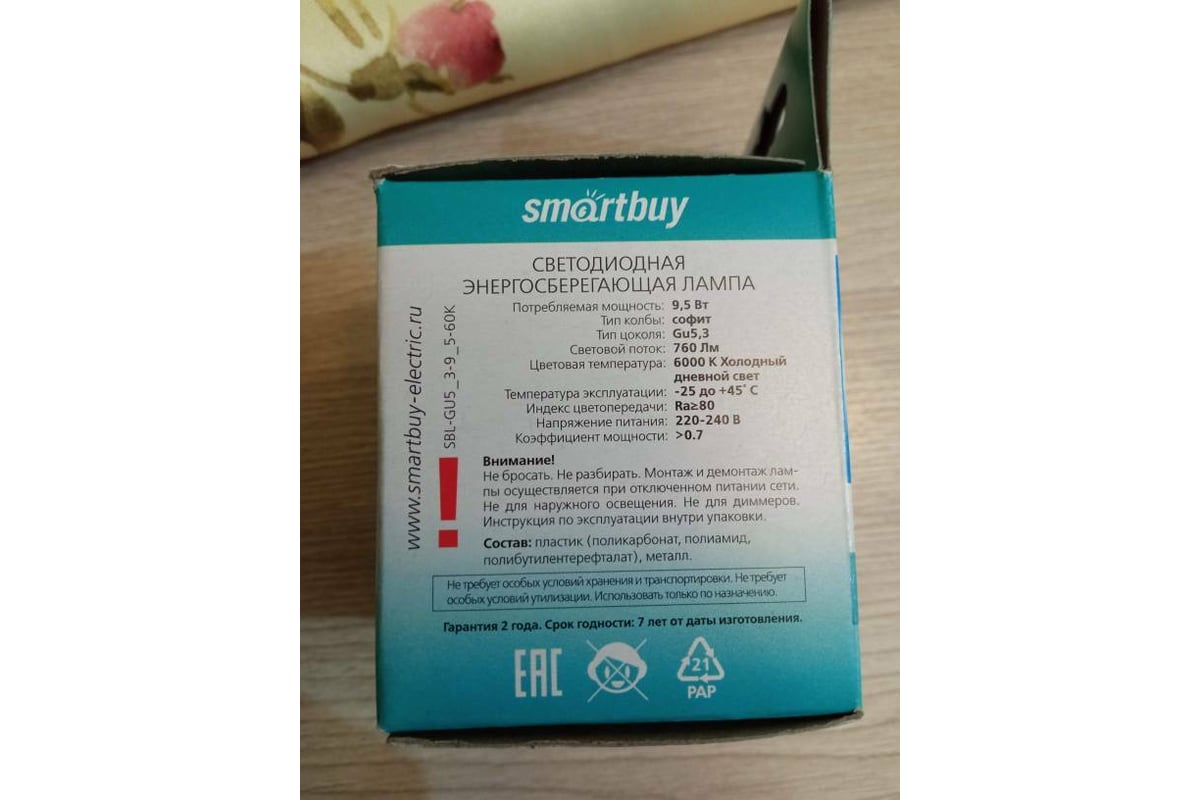 smartbuy
СВЕТОДИОДНАЯ
ЭНЕРГОСБЕРЕГАЮЩАЯ ЛАМПА
Потребляемая мощность: 9,5 Вт
Тип колбы: софит
Тип цоколя: Gu5,3
Световой поток: 760 Лм
Цветовая температура: 6000 К Холодный
дневной свет
Температура эксплуатации: -25 до +45° С
Индекс цветопередачи: Ra≥80
Напряжение питания: 220-240 В
Коэффициент мощности: >0.7
www.smartbuy-electric.ru
SBL-GU5_3-9_5-60K
Внимание!
Не бросать. Не разбирать. Монтаж и демонтаж лам-
пы осуществляется при отключенном питании сети.
Не для наружного освещения. Не для диммеров.
Инструкция по эксплуатации внутри упаковки.
Состав: пластик (поликарбонат, полиамид,
полибутилентерефталат), металл.
Не требует особых условий хранения и транспортировки. Не требует
особых условий утилизации. Использовать только по назначению.
Гарантия 2 года. Срок годности: 7 лет от даты изготовления.
EAC
21
PAP